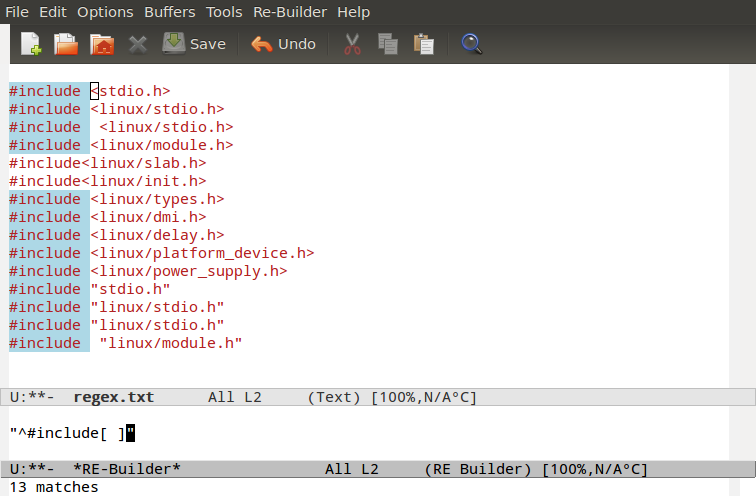 File Edit Options Buffers Tools Re-Builder Help
Save Undo
#include <stdio.h>
#include <linux/stdio.h>
#include  <linux/stdio.h>
#include <linux/module.h>
#include<linux/slab.h>
#include<linux/init.h>
#include <linux/types.h>
#include <linux/dmi.h>
#include <linux/delay.h>
#include <linux/platform_device.h>
#include <linux/power_supply.h>
#include "stdio.h"
#include "linux/stdio.h"
#include "linux/stdio.h"
#include  "linux/module.h"
U:**-  regex.txt      All L2     (Text) [100%,N/AºC]
"^#include[ ]"
U:**-  *RE-Builder*                All L2     (RE Builder) [100%,N/AºC]
13 matches